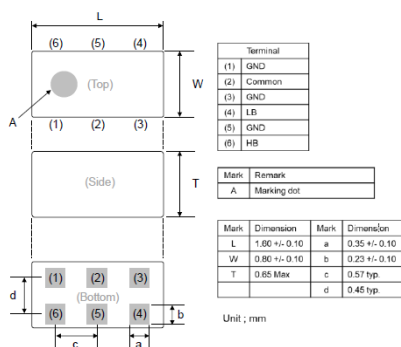 L
(6) (5) (4)
(Top)
W
A
(1) (2) (3)
(Side)
T
(1) (2) (3)
d
(Bottom)
(6) (5) (4)
b
c
a
Terminal
(1) GND
(2) Common
(3) GND
(4) LB
(5) GND
(6) HB
Mark Remark
A Marking dot
Mark Dimension Mark Dimension
L 1.60 +/- 0.10 a 0.35 +/- 0.10
W 0.80 +/- 0.10 b 0.23 +/- 0.10
T 0.65 Max c 0.57 typ.
d 0.45 typ.
Unit ; mm